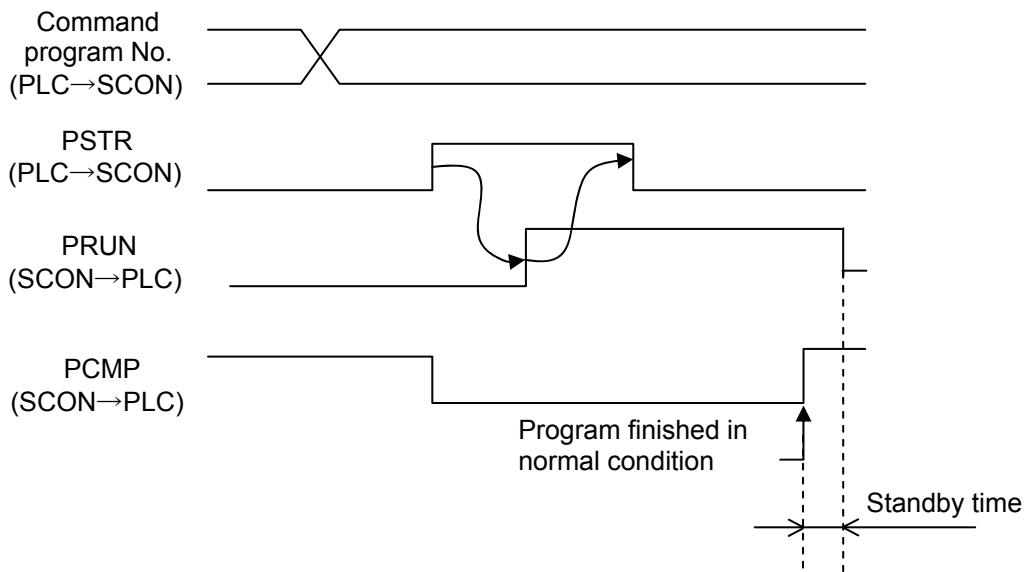 Command
program No.
(PLC→SCON)
PSTR
(PLC→SCON)
PRUN
(SCON→PLC)
PCMP
(SCON→PLC)
Program finished in
normal condition
Standby time